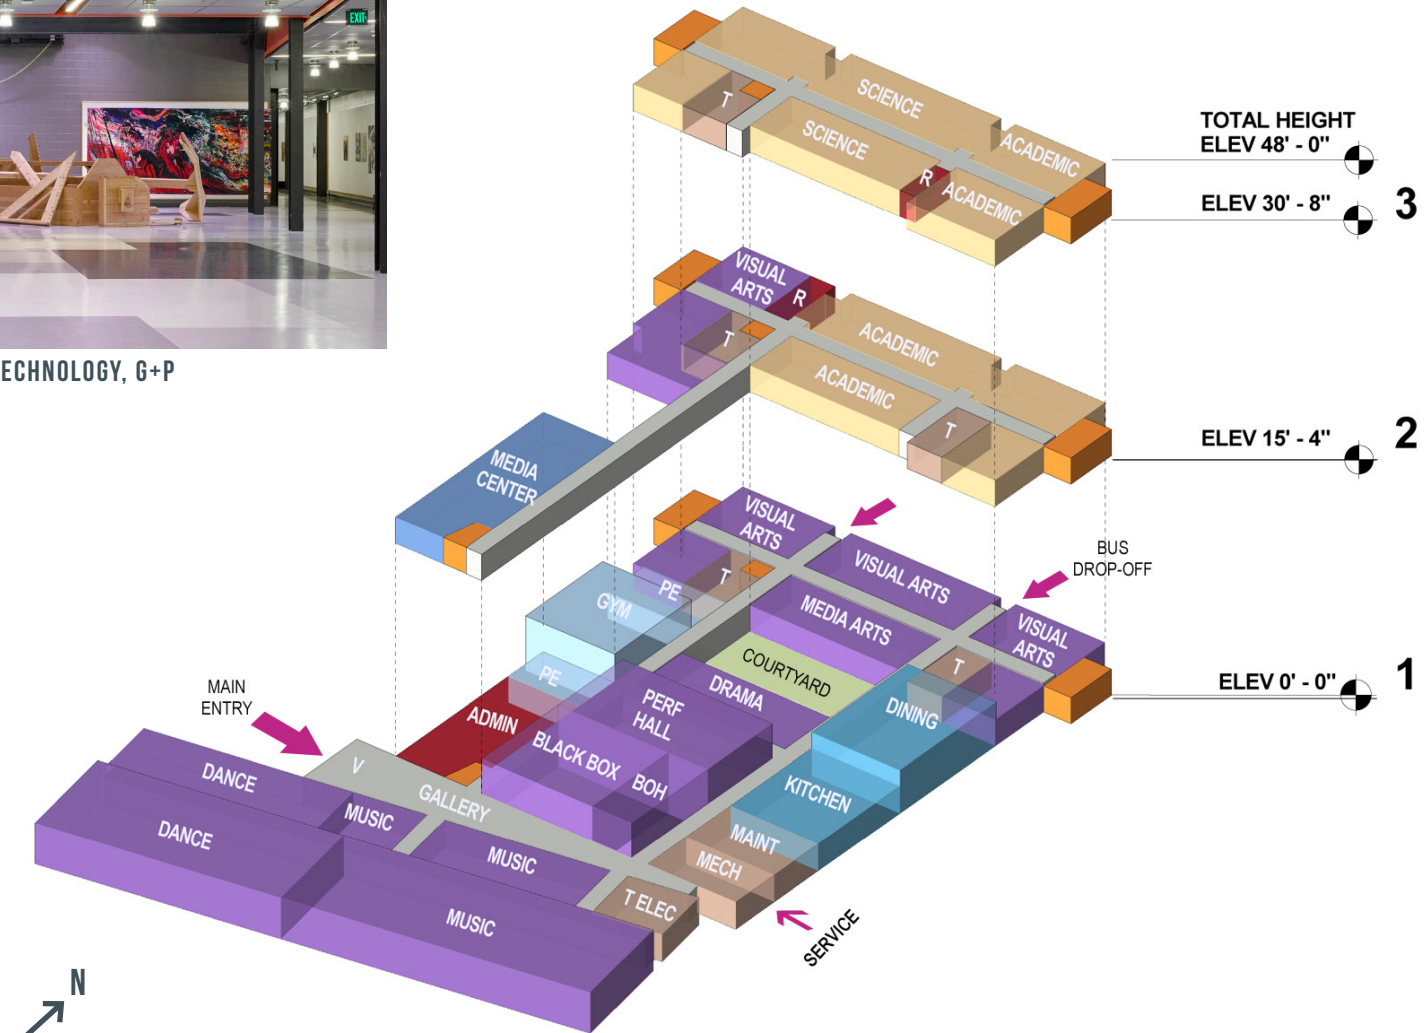 EXIT
ECHNOLOGY, G+P
SCIENCE
T
SCIENCE
ACADEMIC
R
ACADEMIC
TOTAL HEIGHT
ELEV 48' - 0"
ELEV 30' - 8"
3
VISUAL
ARTS
R
T
ACADEMIC
ACADEMIC
T
MEDIA
CENTER
ELEV 15' - 4"
2
VISUAL
ARTS
VISUAL ARTS
BUS
DROP-OFF
T
PE
GYM
MEDIA ARTS
VISUAL
ARTS
T
COURTYARD
PE
DRAMA
PERF
HALL
DINING
ELEV 0' - 0"
1
MAIN
ENTRY
ADMIN
V
BLACK BOX
BOH
GALLERY
KITCHEN
DANCE
DANCE
MUSIC
MUSIC
MAINT
MECH
T ELEC
MUSIC
SERVICE
N